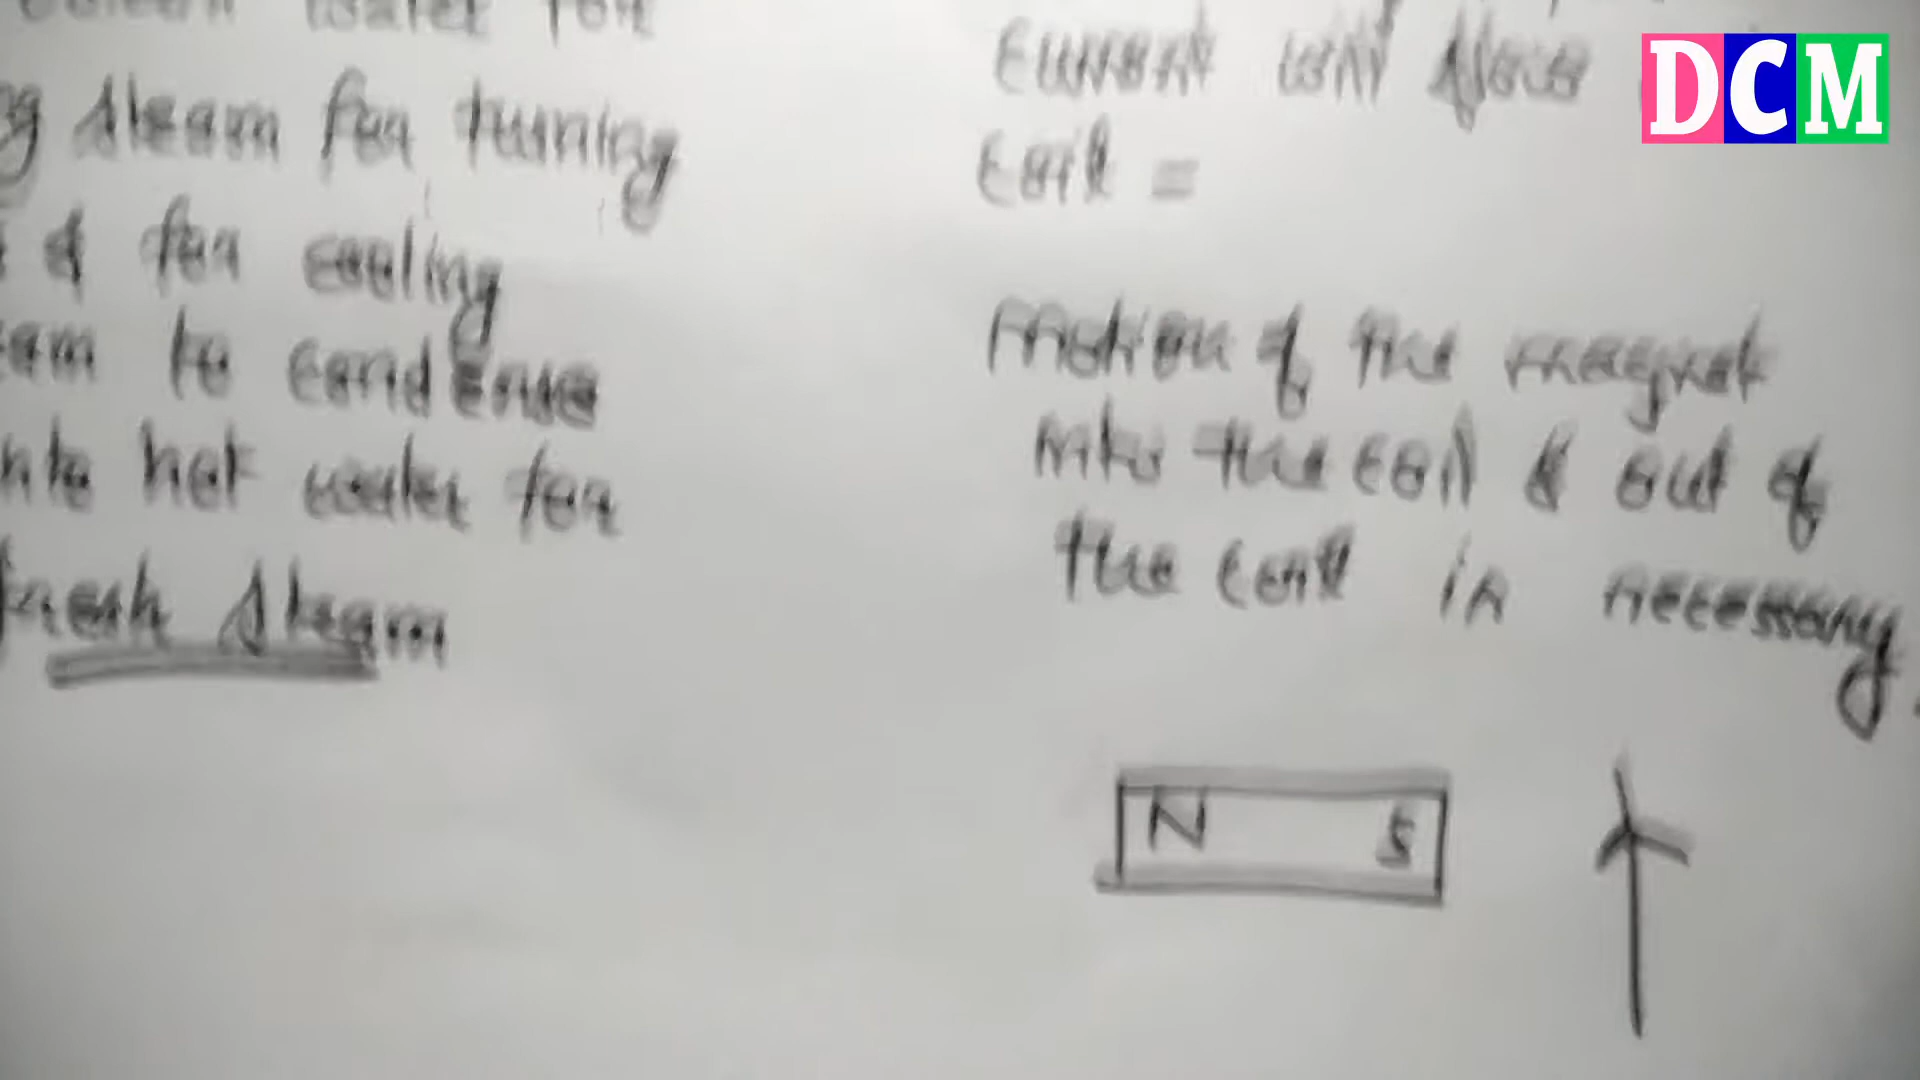 water for
steam for turning
& for cooling
to condense
hot water for
fresh steam
Current will flow
Coil =
motion of the magnet
into the coil & out of
the coil is necessary.
N S
DCM